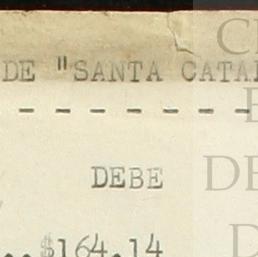 DE "SANTA CATA
- - - - - - -
DEBE
..$164.14